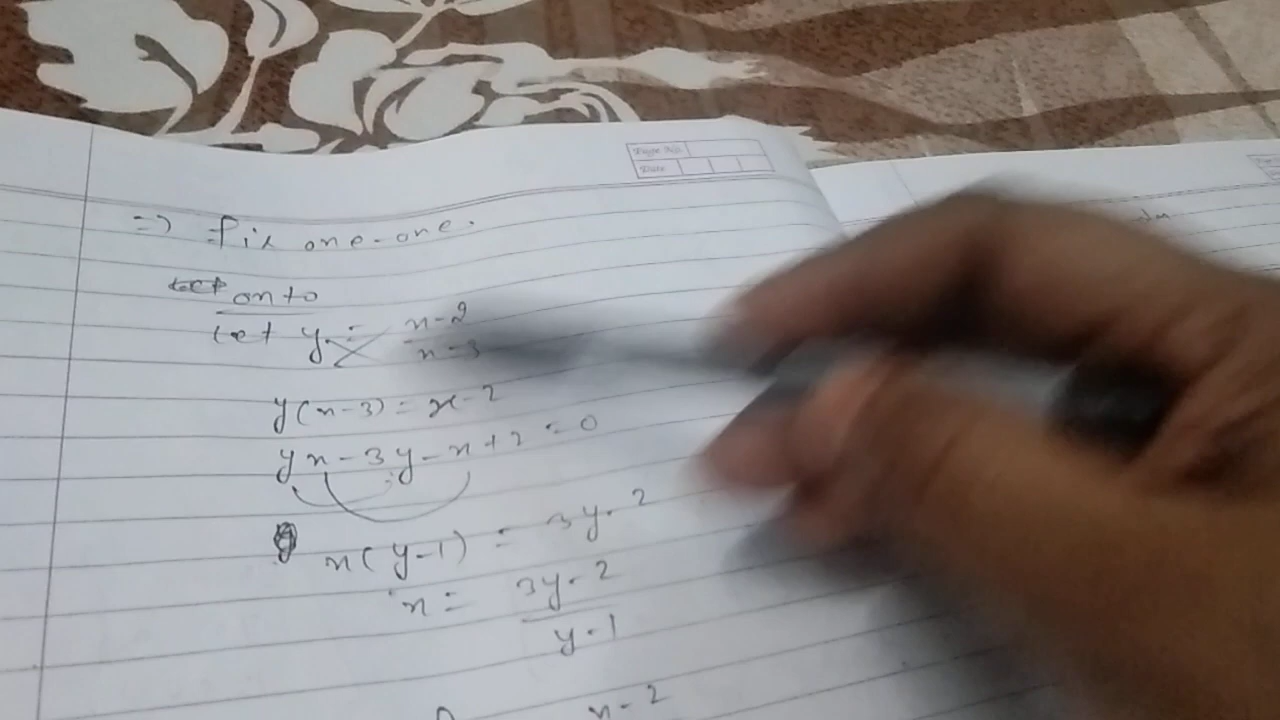 Page No.
Date
=) f is one-one.
onto
let y = x-2
x-3
y(x-3) = x-2
yx - 3y - x + 2 = 0
x(y-1) = 3y-2
x = 3y-2
y-1
x-2